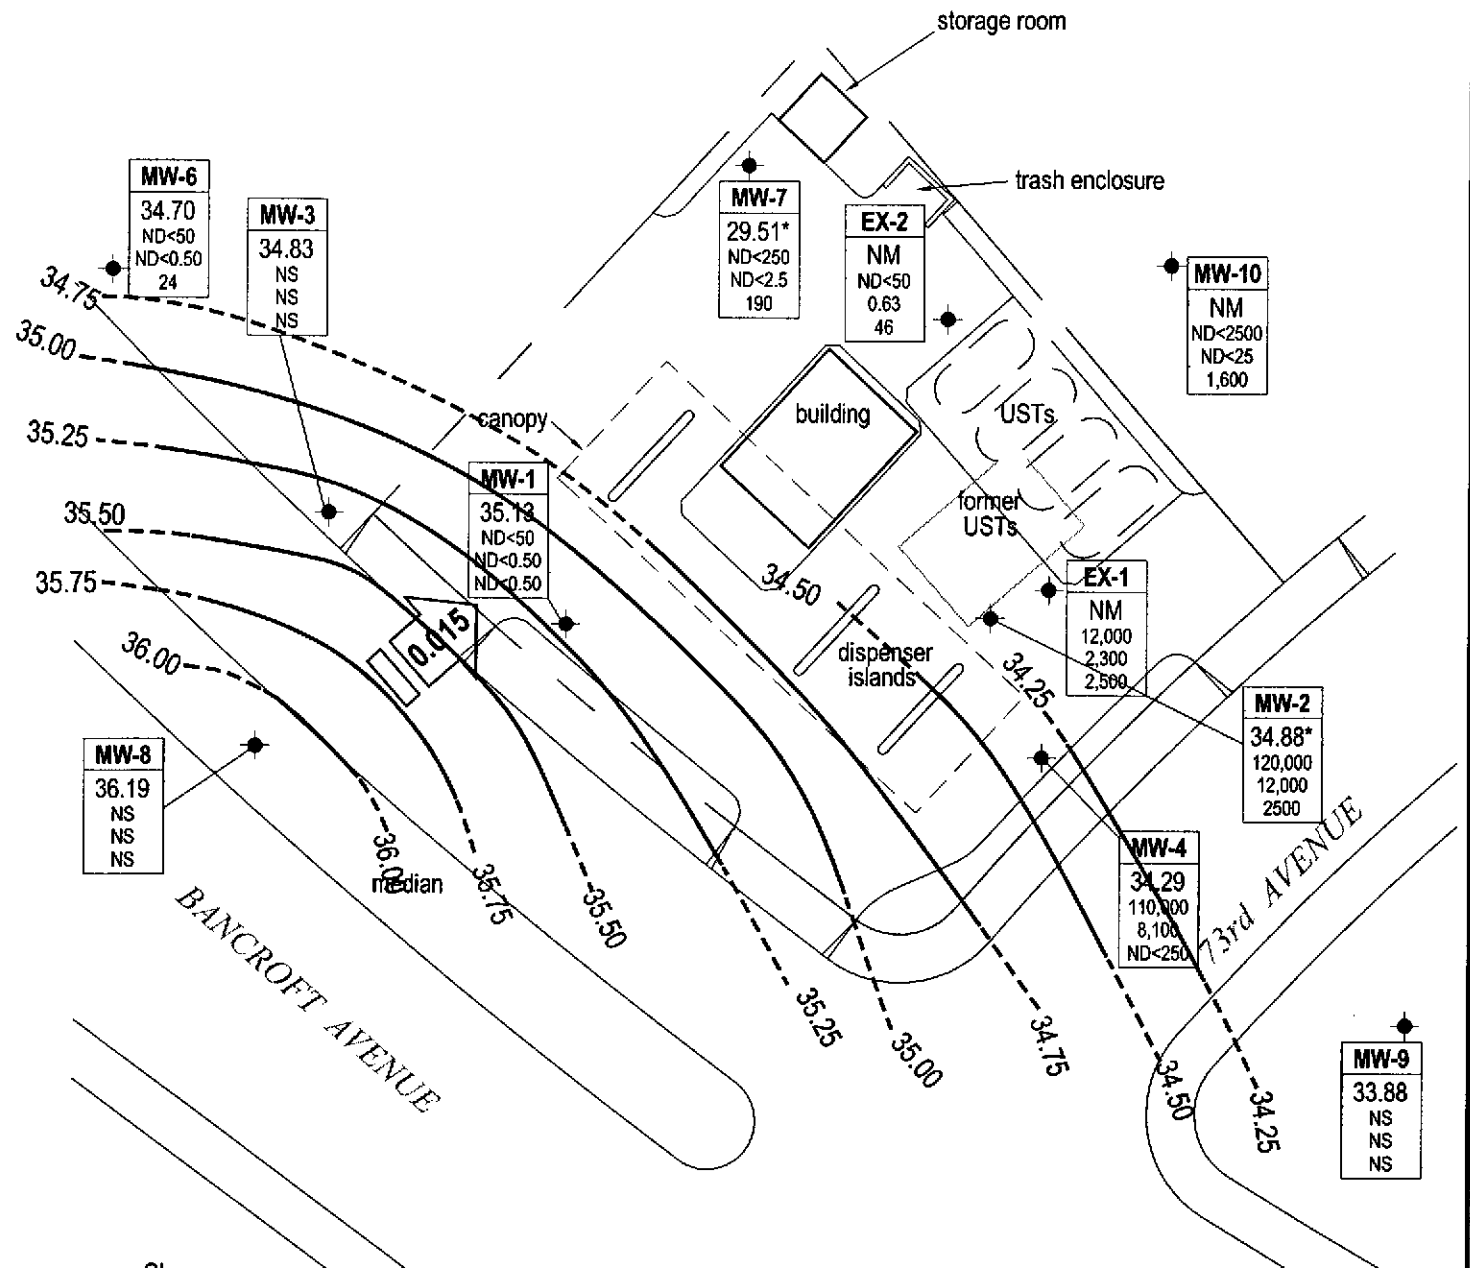 storage room
trash enclosure
MW-6
34.70
ND<50
ND<0.50
24
MW-3
34.83
NS
NS
NS
MW-7
29.51*
ND<250
ND<2.5
190
EX-2
NM
ND<50
0.63
46
MW-10
NM
ND<2500
ND<25
1,600
34.75
35.00
35.25
35.50
35.75
36.00
canopy
building
USTs
former
USTs
MW-1
35.13
ND<50
ND<0.50
ND<0.50
34.50
EX-1
NM
12,000
2,300
2,500
0.015
dispenser
islands
34.25
MW-2
34.88*
120,000
12,000
2500
MW-8
36.19
NS
NS
NS
MW-4
34.29
110,000
8,100
ND<250
73rd AVENUE
36.00
median
35.75
35.50
35.25
35.00
34.75
34.50
34.25
BANCROFT AVENUE
MW-9
33.88
NS
NS
NS